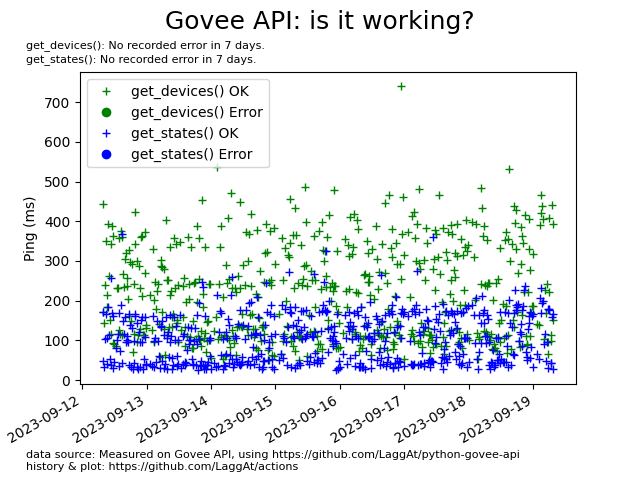 Govee API: is it working?
get_devices(): No recorded error in 7 days.
get_states(): No recorded error in 7 days.
get_devices() OK
get_devices() Error
get_states() OK
get_states() Error
Ping (ms)
700
600
500
400
300
200
100
0
2023-09-12
2023-09-13
2023-09-14
2023-09-15
2023-09-16
2023-09-17
2023-09-18
2023-09-19
data source: Measured on Govee API, using https://github.com/LaggAt/python-govee-api
history & plot: https://github.com/LaggAt/actions